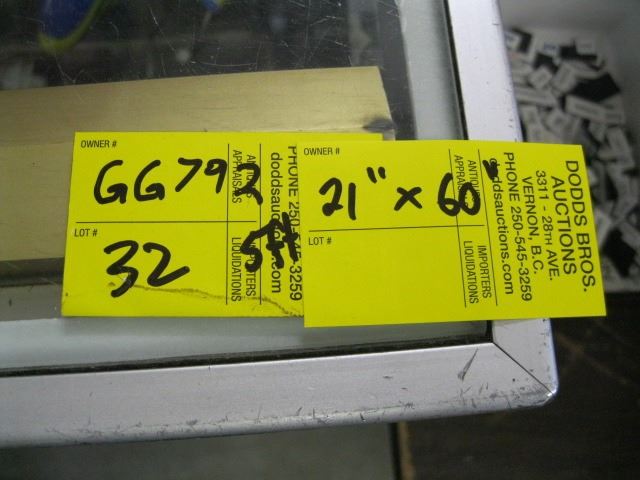 OWNER #
GG792
LOT #
32
ANTIQUES
APPRAISALS
IMPORTERS
LIQUIDATIONS
PHONE 250-545-3259
doddsauctions.com
OWNER #
21" x 60"
LOT #
ANTIQUES
APPRAISALS
IMPORTERS
LIQUIDATIONS
DODDS BROS.
AUCTIONS
3311 - 28TH AVE.
VERNON, B.C.
PHONE 250-545-3259
doddsauctions.com